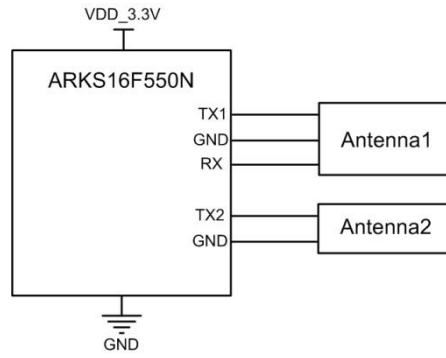 VDD_3.3V
ARKS16F550N
TX1
GND
RX
Antenna1
TX2
GND
Antenna2
GND